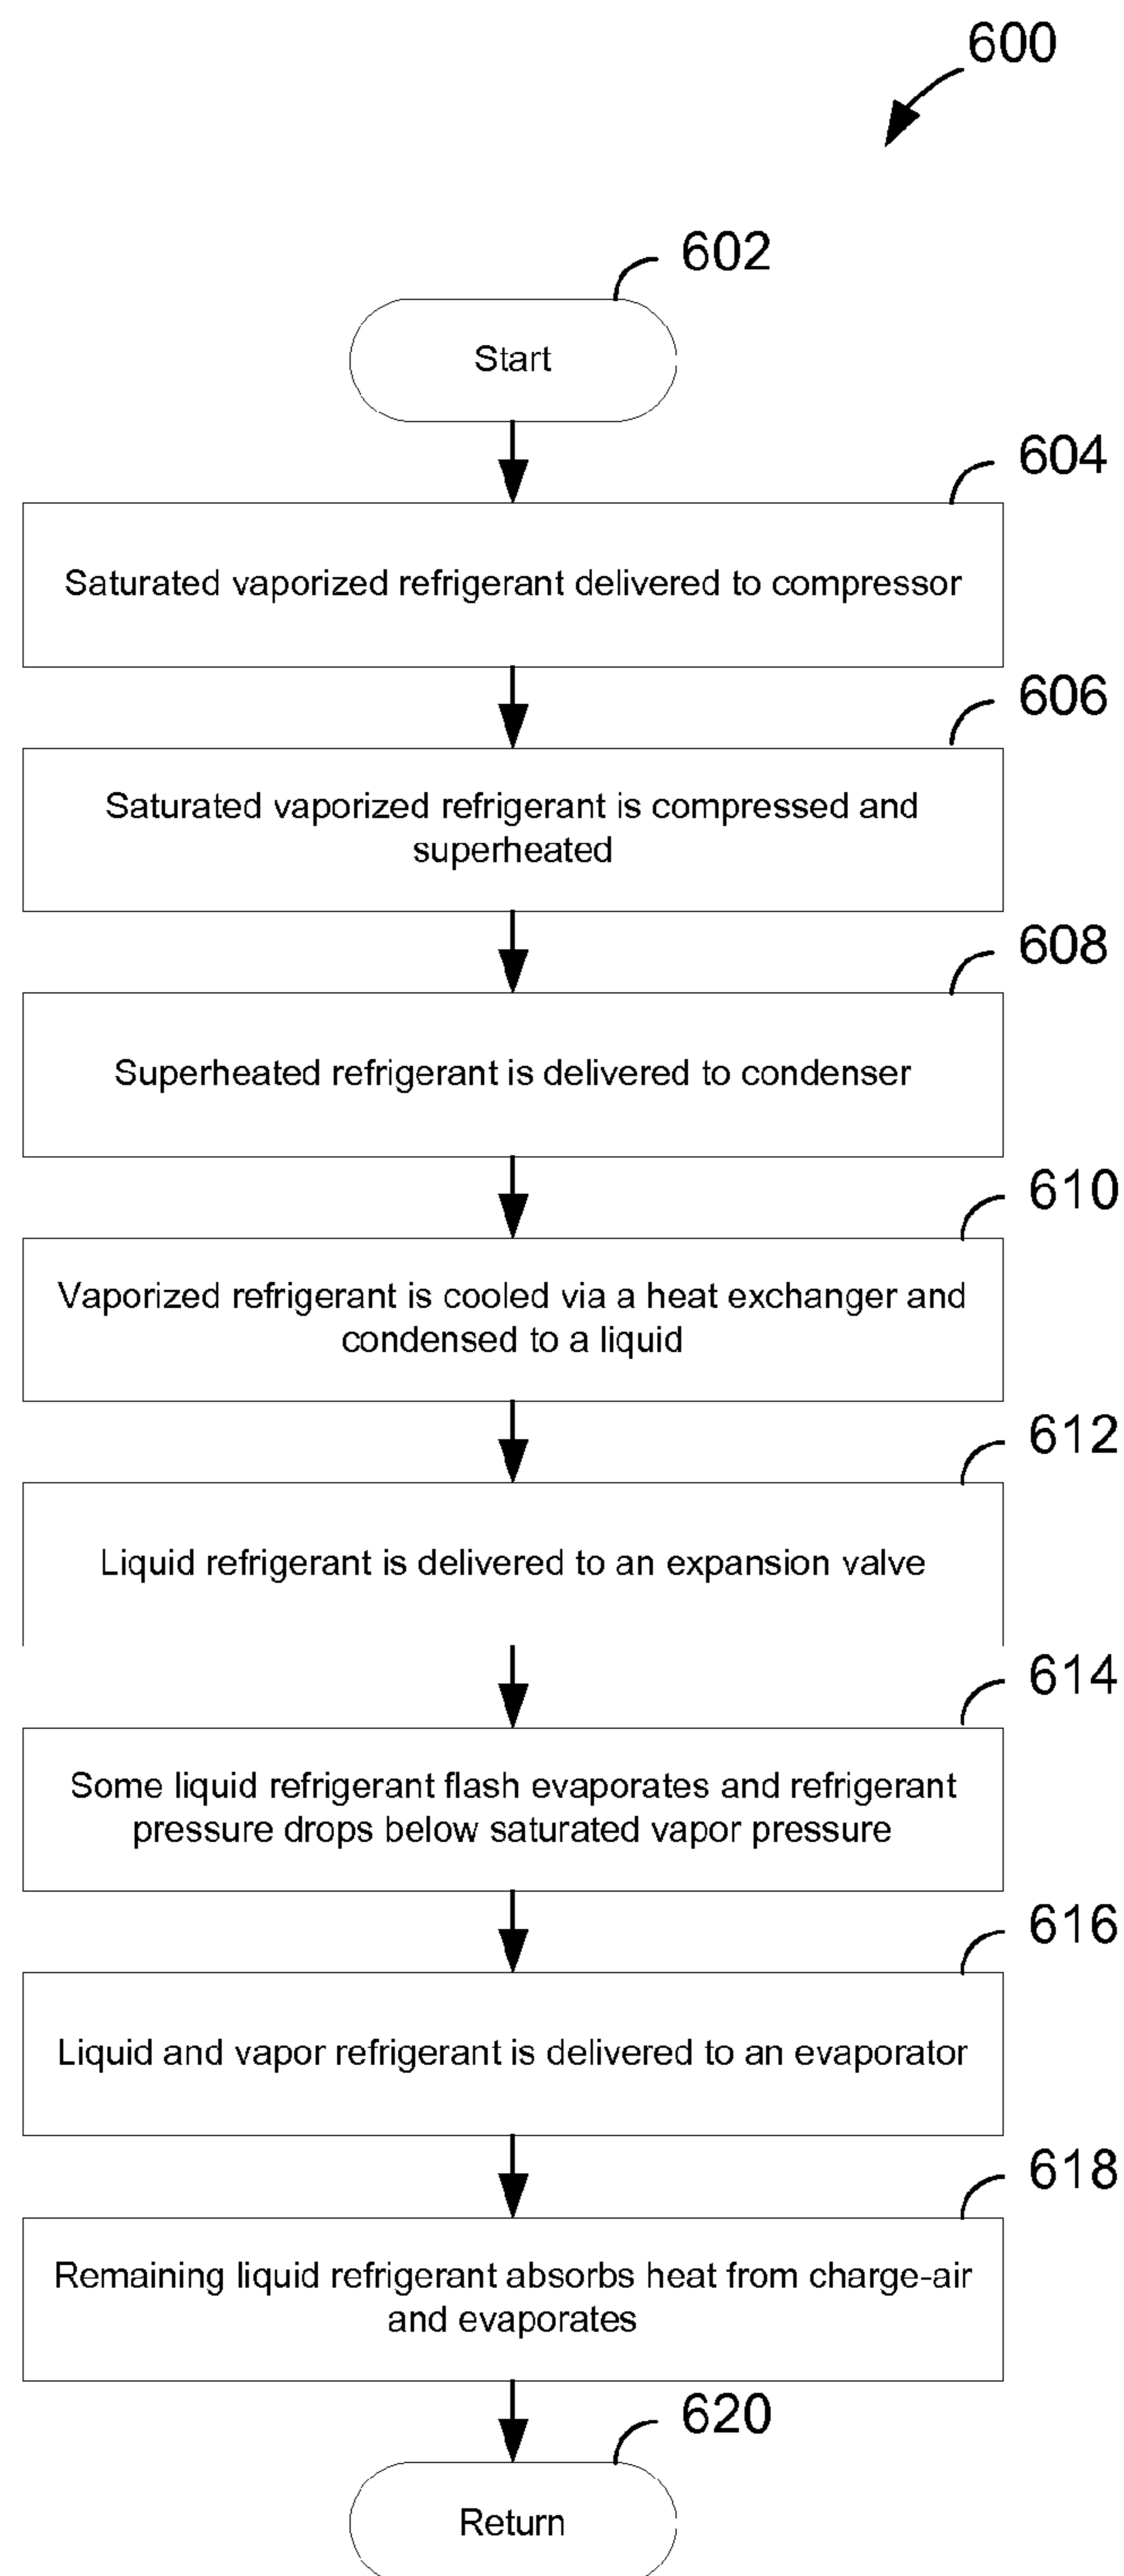 600
602
Start
604
Saturated vaporized refrigerant delivered to compressor
606
Saturated vaporized refrigerant is compressed and
superheated
608
Superheated refrigerant is delivered to condenser
610
Vaporized refrigerant is cooled via a heat exchanger and
condensed to a liquid
612
Liquid refrigerant is delivered to an expansion valve
614
Some liquid refrigerant flash evaporates and refrigerant
pressure drops below saturated vapor pressure
616
Liquid and vapor refrigerant is delivered to an evaporator
618
Remaining liquid refrigerant absorbs heat from charge-air
and evaporates
620
Return